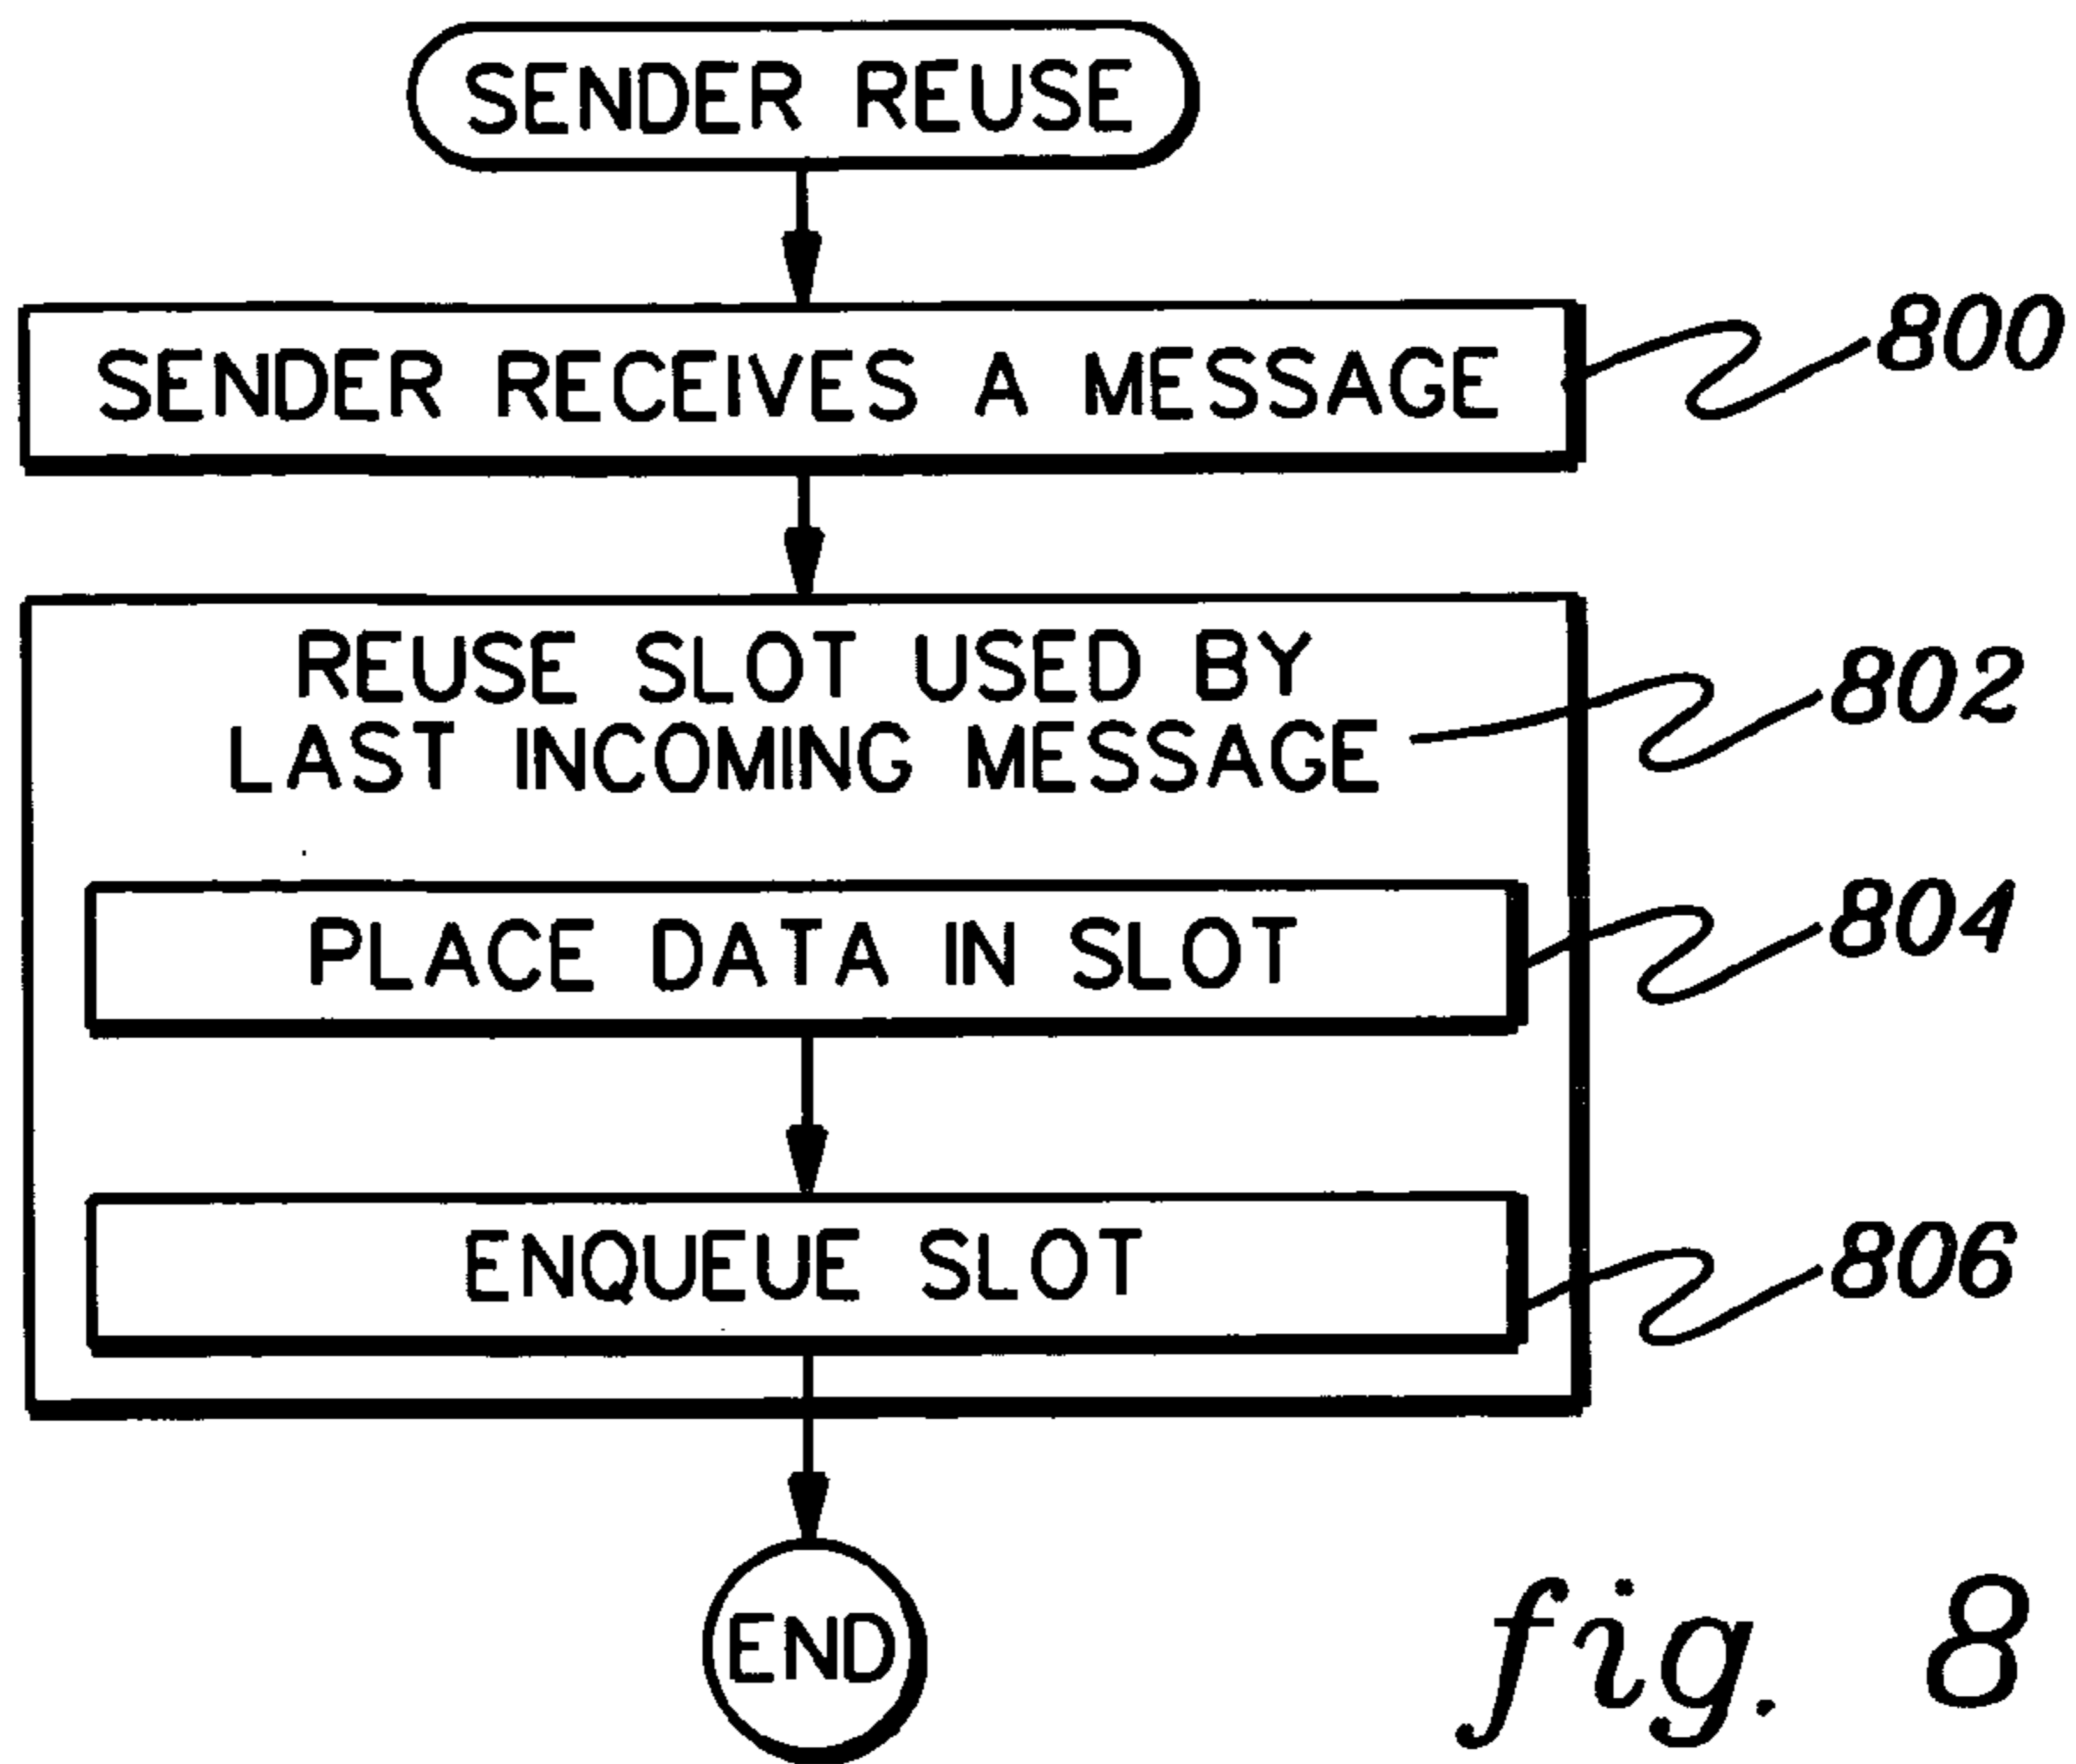 SENDER REUSE
SENDER RECEIVES A MESSAGE
800
REUSE SLOT USED BY
LAST INCOMING MESSAGE
802
PLACE DATA IN SLOT
804
ENQUEUE SLOT
806
END
fig. 8